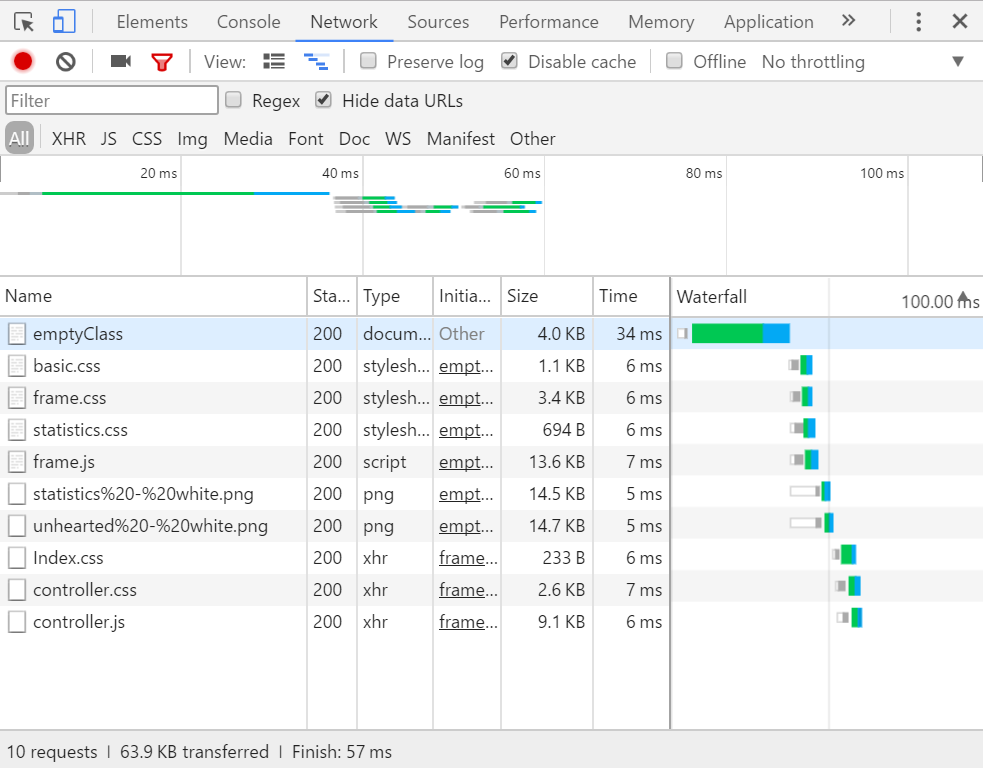 Elements Console Network Sources Performance Memory Application »
View: Preserve log Disable cache Offline No throttling
Filter Regex Hide data URLs
All XHR JS CSS Img Media Font Doc WS Manifest Other
20 ms 40 ms 60 ms 80 ms 100 ms
Name Sta... Type Initia... Size Time Waterfall 100.00 ms
emptyClass 200 docum... Other 4.0 KB 34 ms
basic.css 200 stylesh... empt... 1.1 KB 6 ms
frame.css 200 stylesh... empt... 3.4 KB 6 ms
statistics.css 200 stylesh... empt... 694 B 6 ms
frame.js 200 script empt... 13.6 KB 7 ms
statistics%20-%20white.png 200 png empt... 14.5 KB 5 ms
unhearted%20-%20white.png 200 png empt... 14.7 KB 5 ms
Index.css 200 xhr frame... 233 B 6 ms
controller.css 200 xhr frame... 2.6 KB 7 ms
controller.js 200 xhr frame... 9.1 KB 6 ms
10 requests | 63.9 KB transferred | Finish: 57 ms